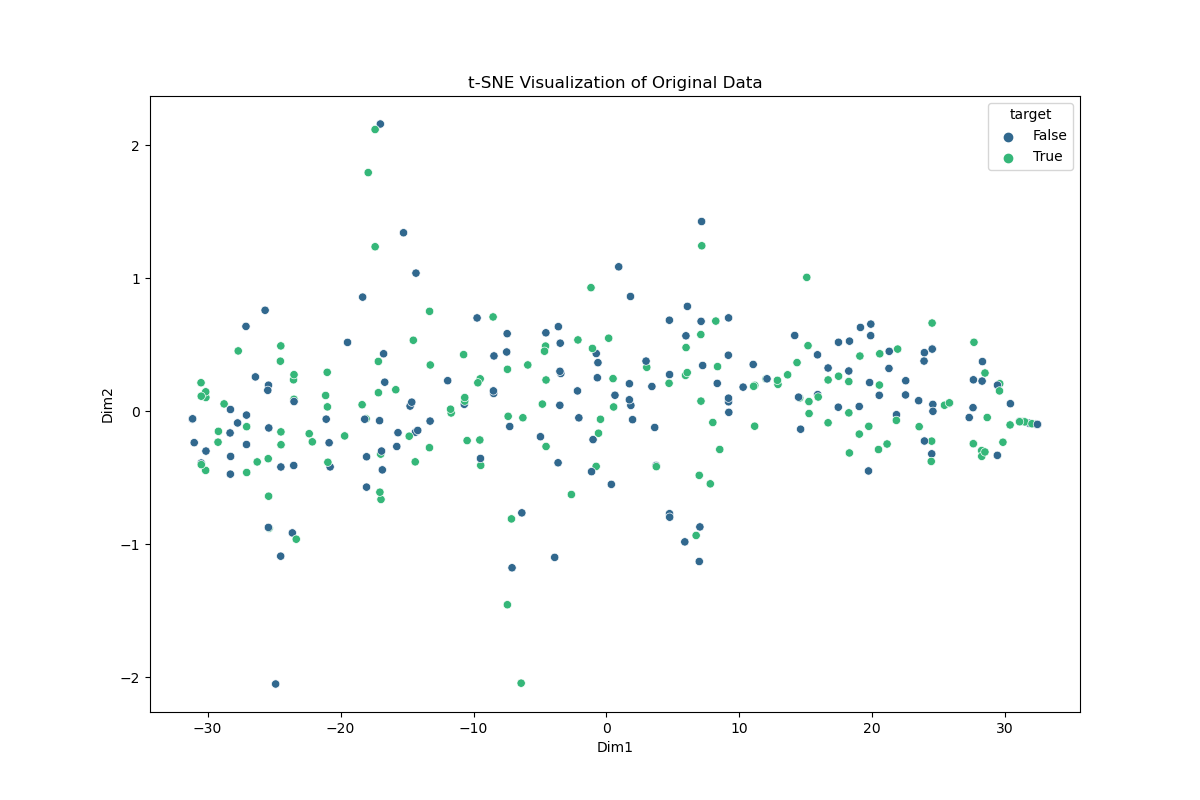 t-SNE Visualization of Original Data
target
False
True
2
1
0
−1
−2
Dim2
−30
−20
−10
0
10
20
30
Dim1